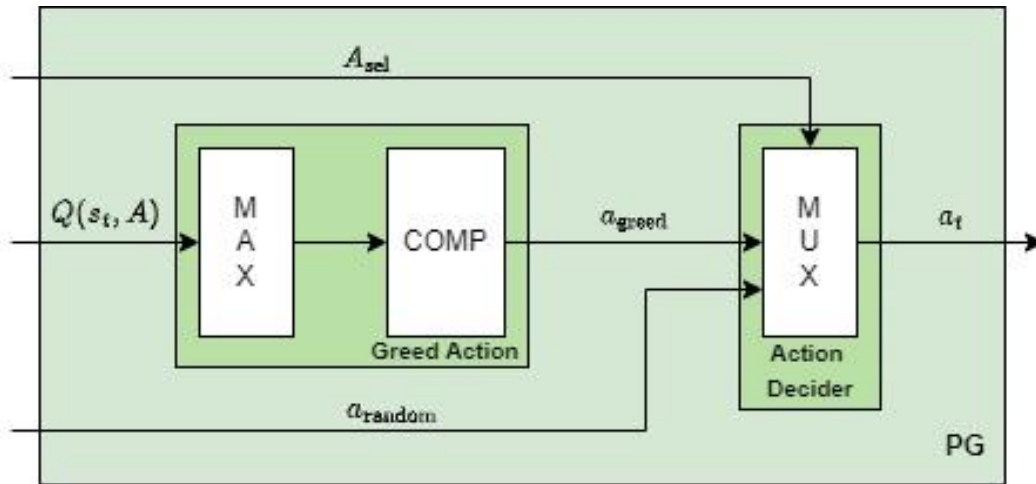 A_sel
Q(s_t, A)
M
A
X
COMP
Greed Action
a_greed
M
U
X
Action
Decider
a_t
a_random
PG